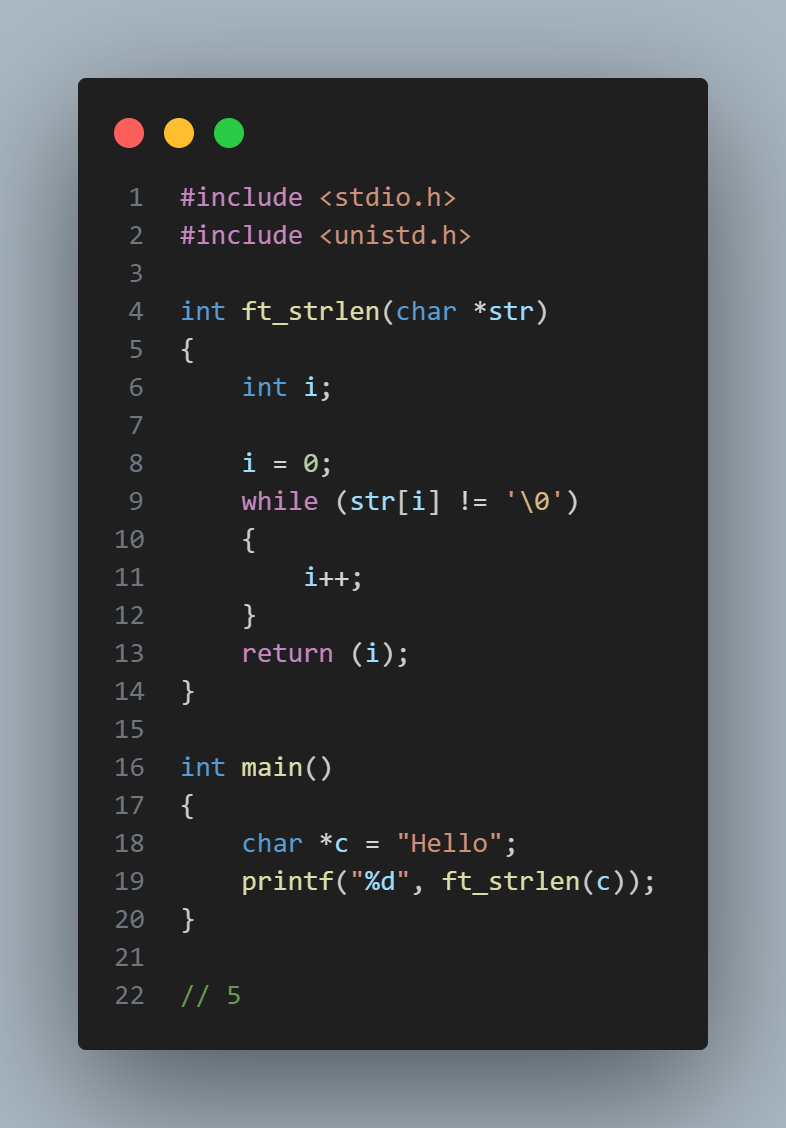 1 #include <stdio.h>
2 #include <unistd.h>
3
4 int ft_strlen(char *str)
5 {
6     int i;
7
8     i = 0;
9     while (str[i] != '\0')
10     {
11         i++;
12     }
13     return (i);
14 }
15
16 int main()
17 {
18     char *c = "Hello";
19     printf("%d", ft_strlen(c));
20 }
21
22 // 5